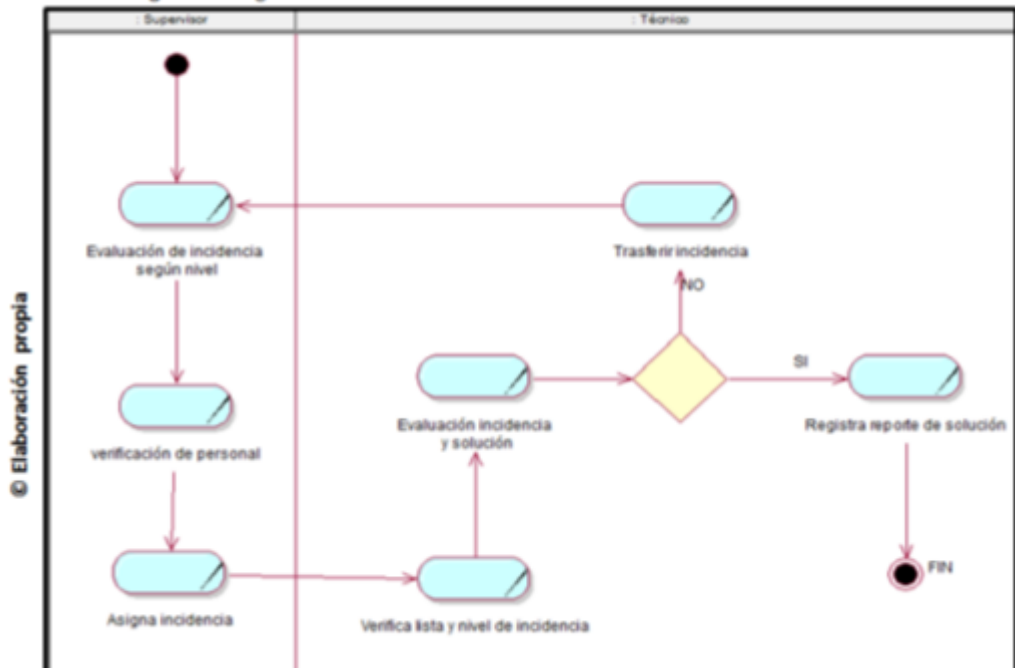 : Supervisor
: Técnico
Evaluación de incidencia
según nivel
Trasferir incidencia
NO
SI
Evaluación incidencia
y solución
Registra reporte de solución
verificación de personal
FIN
Asigna incidencia
Verifica lista y nivel de incidencia
© Elaboración propia